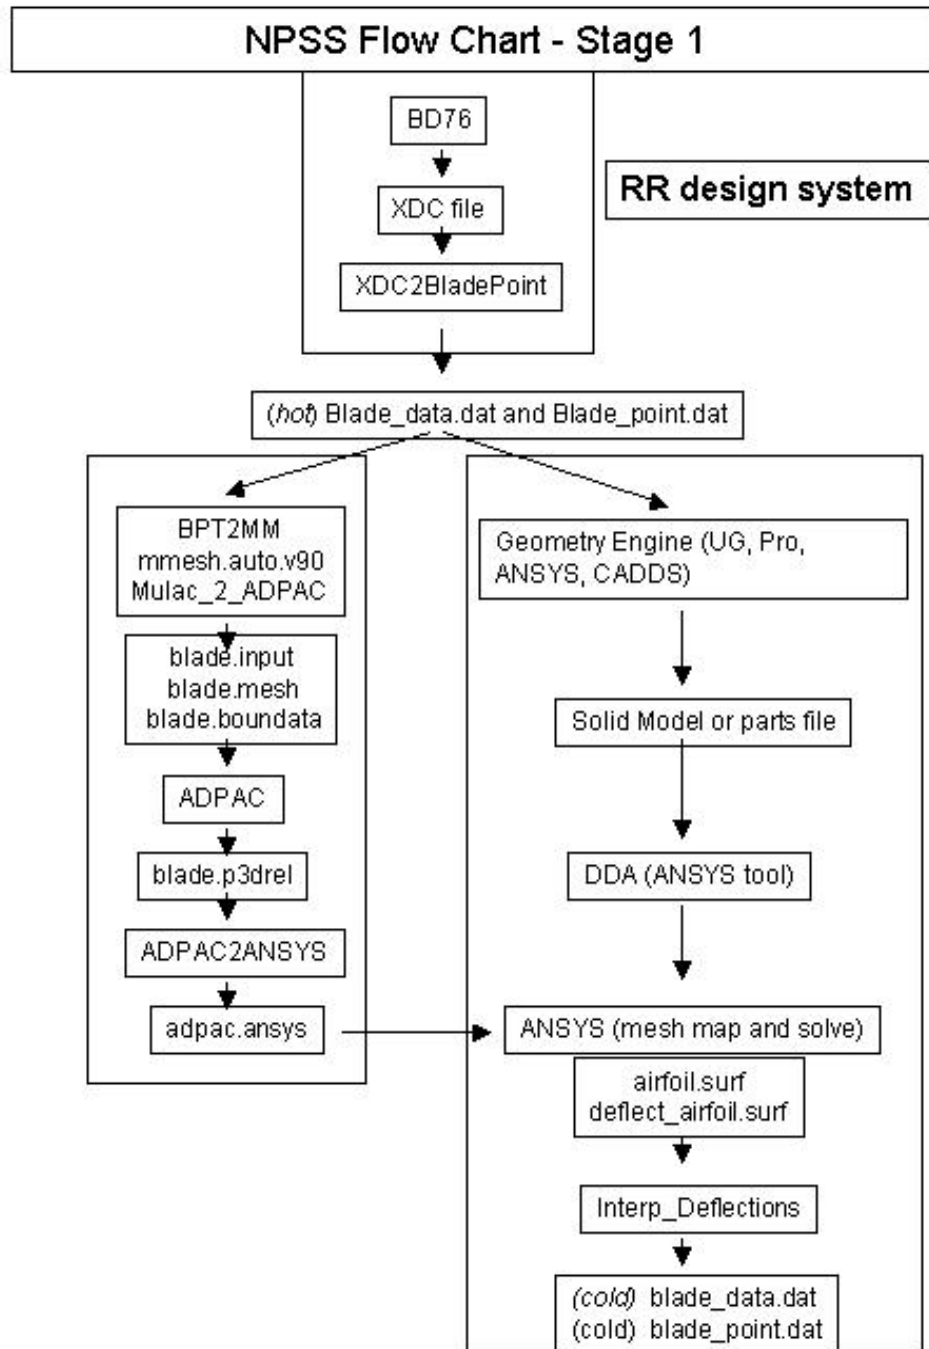 NPSS Flow Chart - Stage 1
BD76
RR design system
XDC file
XDC2BladePoint
(hot) Blade_data.dat and Blade_point.dat
BPT2MM
mmesh.auto.v90
Mulac_2_ADPAC
blade.input
blade.mesh
blade.boundata
ADPAC
blade.p3drel
ADPAC2ANSYS
adpac.ansys
Geometry Engine (UG, Pro,
ANSYS, CADDS)
Solid Model or parts file
DDA (ANSYS tool)
ANSYS (mesh map and solve)
airfoil.surf
deflect_airfoil.surf
Interp_Deflections
(cold) blade_data.dat
(cold) blade_point.dat